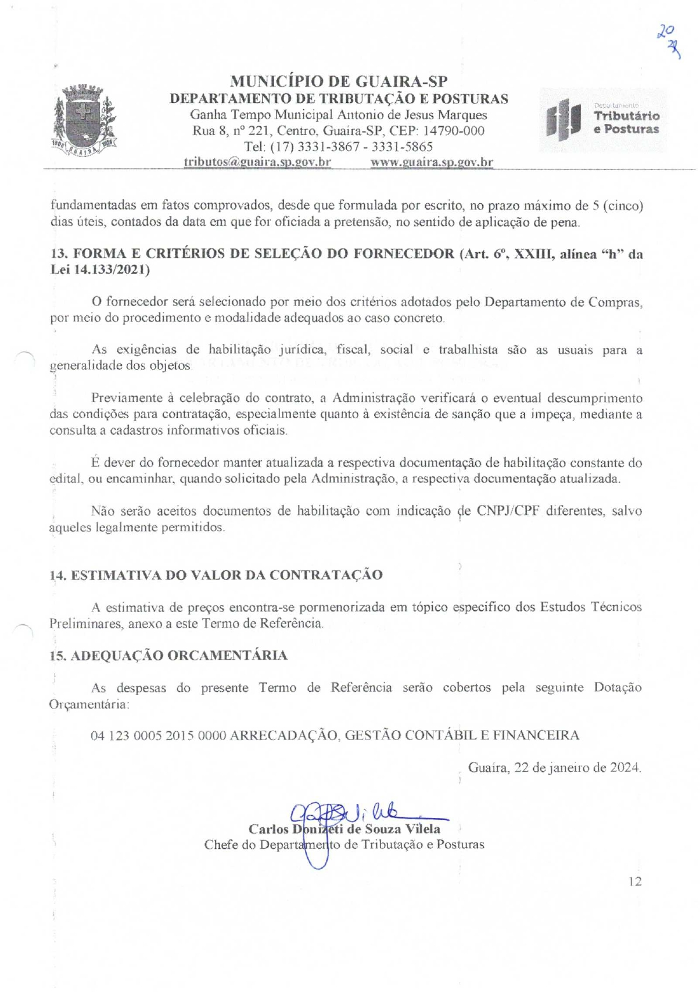 20
MUNICÍPIO DE GUAIRA-SP
DEPARTAMENTO DE TRIBUTAÇÃO E POSTURAS
Ganha Tempo Municipal Antonio de Jesus Marques
Rua 8, nº 221, Centro, Guaíra-SP, CEP: 14790-000
Tel: (17) 3331-3867 - 3331-5865
tributos@guaira.sp.gov.br www.guaira.sp.gov.br
GUAIRA
Departamento
Tributário
e Posturas
fundamentadas em fatos comprovados, desde que formulada por escrito, no prazo máximo de 5 (cinco)
dias úteis, contados da data em que for oficiada a pretensão, no sentido de aplicação de pena.
13. FORMA E CRITÉRIOS DE SELEÇÃO DO FORNECEDOR (Art. 6º, XXIII, alínea “h” da
Lei 14.133/2021)
O fornecedor será selecionado por meio dos critérios adotados pelo Departamento de Compras,
por meio do procedimento e modalidade adequados ao caso concreto.
As exigências de habilitação jurídica, fiscal, social e trabalhista são as usuais para a
generalidade dos objetos.
Previamente à celebração do contrato, a Administração verificará o eventual descumprimento
das condições para contratação, especialmente quanto à existência de sanção que a impeça, mediante a
consulta a cadastros informativos oficiais.
É dever do fornecedor manter atualizada a respectiva documentação de habilitação constante do
edital, ou encaminhar, quando solicitado pela Administração, a respectiva documentação atualizada.
Não serão aceitos documentos de habilitação com indicação de CNPJ/CPF diferentes, salvo
aqueles legalmente permitidos.
14. ESTIMATIVA DO VALOR DA CONTRATAÇÃO
A estimativa de preços encontra-se pormenorizada em tópico específico dos Estudos Técnicos
Preliminares, anexo a este Termo de Referência.
15. ADEQUAÇÃO ORCAMENTÁRIA
As despesas do presente Termo de Referência serão cobertos pela seguinte Dotação
Orçamentária:
04 123 0005 2015 0000 ARRECADAÇÃO, GESTÃO CONTÁBIL E FINANCEIRA
Guaíra, 22 de janeiro de 2024.
Carlos Donizeti de Souza Vilela
Chefe do Departamento de Tributação e Posturas
12